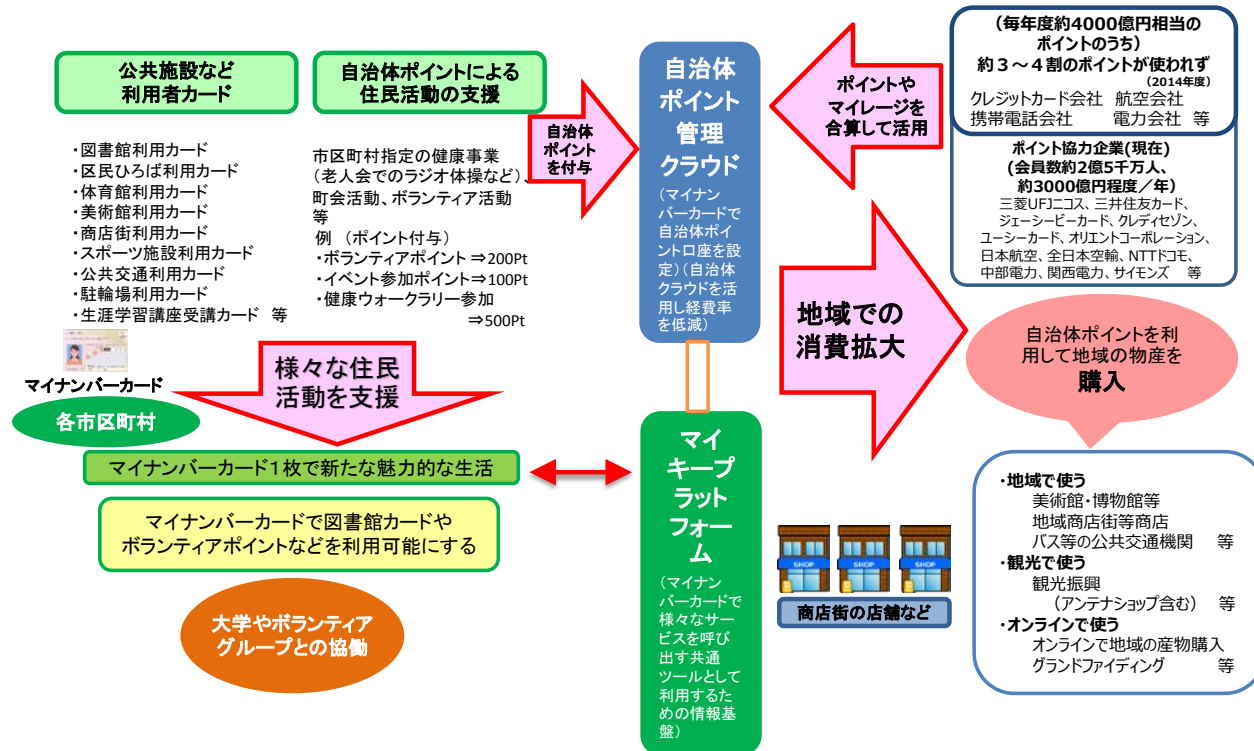 公共施設など
利用者カード
・図書館利用カード
・区民ひろば利用カード
・体育館利用カード
・美術館利用カード
・商店街利用カード
・スポーツ施設利用カード
・公共交通利用カード
・駐輪場利用カード
・生涯学習講座受講カード 等
マイナンバーカード
各市区町村
自治体ポイントによる
住民活動の支援
市区町村指定の健康事業
(老人会でのラジオ体操など)、
町会活動、ボランティア活動
等
例 (ポイント付与)
・ボランティアポイント ⇒200Pt
・イベント参加ポイント⇒100Pt
・健康ウォークラリー参加
⇒500Pt
様々な住民
活動を支援
マイナンバーカード1枚で新たな魅力的な生活
マイナンバーカードで図書館カードや
ボランティアポイントなどを利用可能にする
大学やボランティア
グループとの協働
自治体
ポイント
を付与
自治体
ポイント
管理
クラウド
(マイナン
バーカードで
自治体ポイ
ント口座を設
定)(自治体
クラウドを活
用し経費率
を低減)
マイ
キープ
ラット
フォー
ム
(マイナン
バーカードで
様々なサー
ビスを呼び
出す共通
ツールとして
利用するた
めの情報基
盤)
ポイントや
マイレージを
合算して活用
(毎年度約4000億円相当の
ポイントのうち)
約3~4割のポイントが使われず
(2014年度)
クレジットカード会社 航空会社
携帯電話会社 電力会社 等
ポイント協力企業(現在)
(会員数約2億5千万人、
約3000億円程度/年)
三菱UFJニコス、三井住友カード、
ジェーシービーカード、クレディセゾン、
ユーシーカード、オリエントコーポレーション、
日本航空、全日本空輸、NTTドコモ、
中部電力、関西電力、サイモンズ 等
地域での
消費拡大
自治体ポイントを利
用して地域の物産を
購入
SHOP
SHOP
SHOP
商店街の店舗など
・地域で使う
美術館・博物館等
地域商店街等商店
バス等の公共交通機関 等
・観光で使う
観光振興
(アンテナショップ含む) 等
・オンラインで使う
オンラインで地域の産物購入
グランドファイディング 等